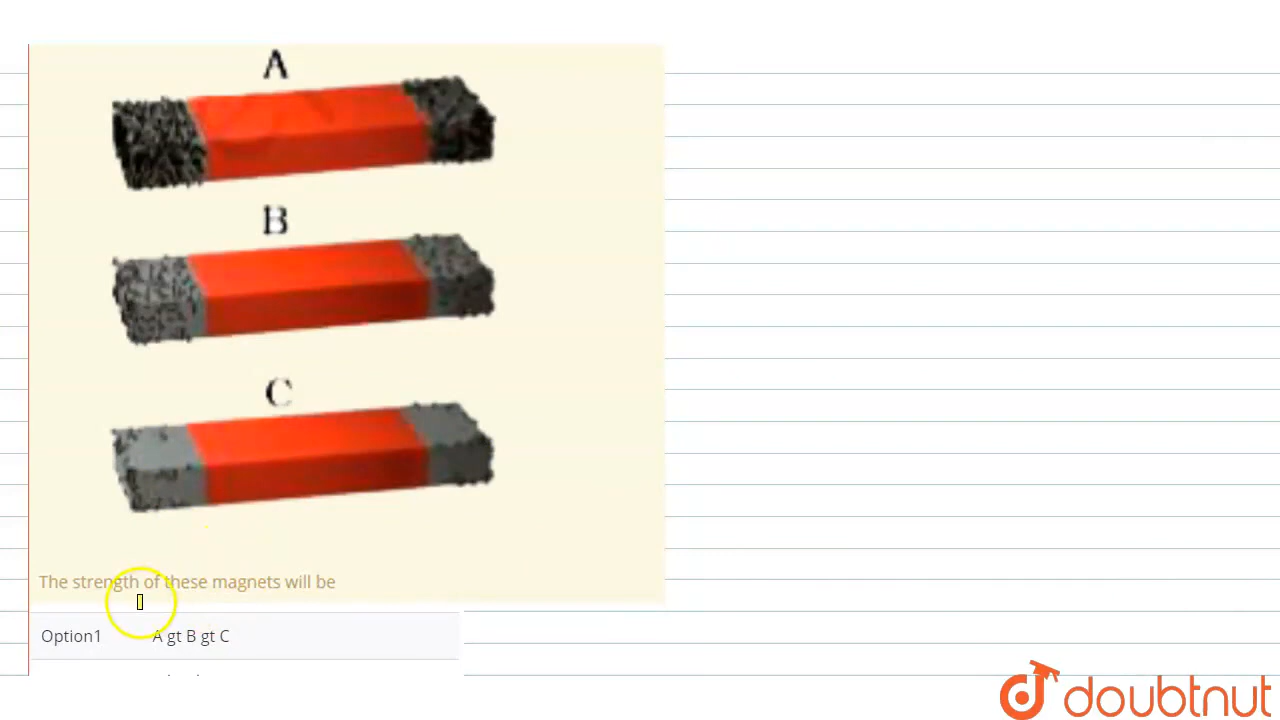 A
B
C
The strength of these magnets will be
Option1 A gt B gt C
doubtnut